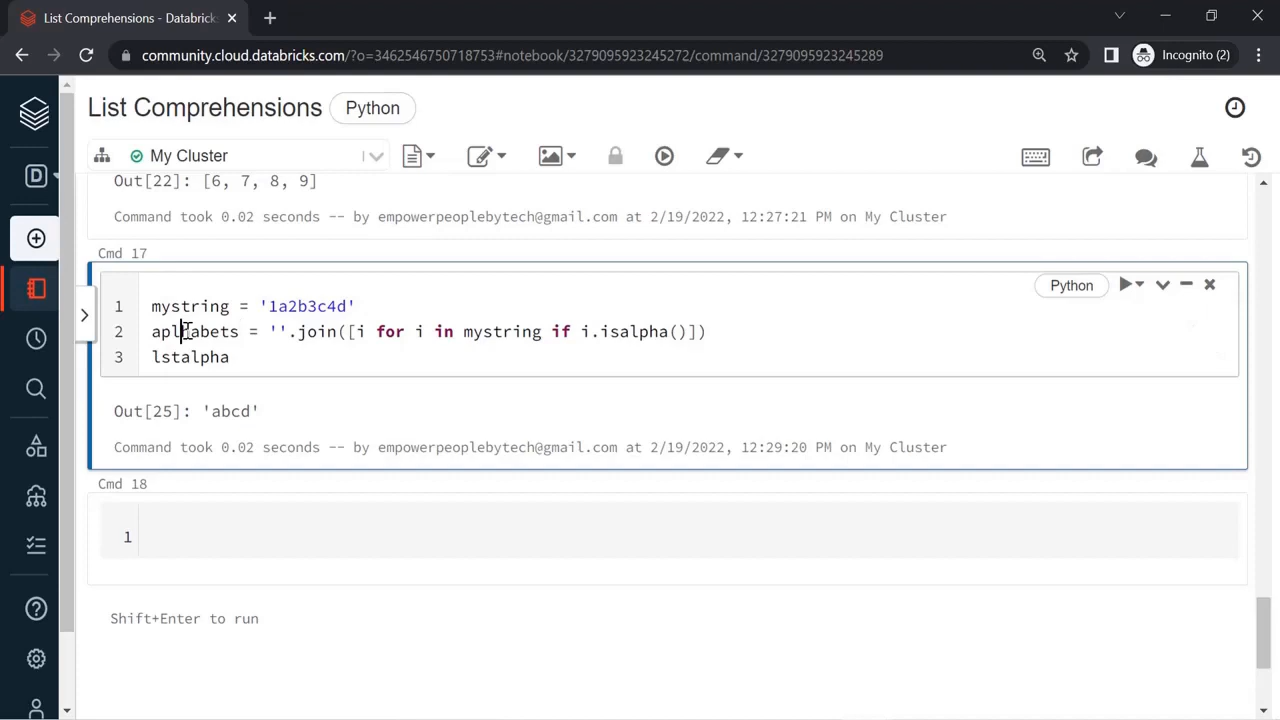 List Comprehensions - Databricks
community.cloud.databricks.com/?o=3462546750718753#notebook/3279095923245272/command/3279095923245289
Incognito (2)
List Comprehensions Python
My Cluster
D
Out[22]: [6, 7, 8, 9]
Command took 0.02 seconds -- by empowerpeoplebytech@gmail.com at 2/19/2022, 12:27:21 PM on My Cluster
Cmd 17
Python
1 mystring = '1a2b3c4d'
2 aplhabets = ''.join([i for i in mystring if i.isalpha()])
3 lstalpha
Out[25]: 'abcd'
Command took 0.02 seconds -- by empowerpeoplebytech@gmail.com at 2/19/2022, 12:29:20 PM on My Cluster
Cmd 18
1
Shift+Enter to run